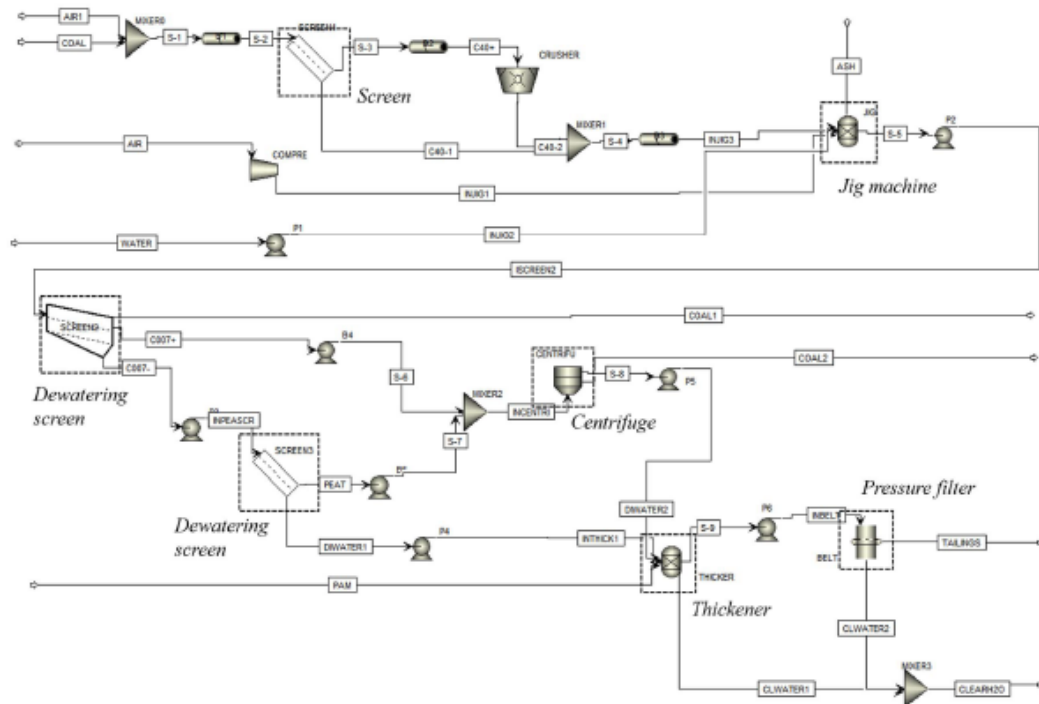 AIR1
MIXER0
COAL
S-1
B1
S-2
S-3
B2
C40+
CRUSHER
Screen
ASH
JIG
S-5
P2
Jig machine
AIR
COMPRE
C40-1
C40-2
MIXER1
S-4
INJIG3
INJIG1
WATER
P1
INJIG2
ISCREEN2
COAL1
C007+
B4
C007-
Dewatering
screen
S-6
MIXER2
INCENTRI
CENTRIFU
S-8
P5
COAL2
Centrifuge
INPEASCR
SCREEN3
S-7
PEAT
Dewatering
screen
DIWATER1
P4
INTHICK1
DIWATER2
S-9
P6
INBELT
Pressure filter
BELT
TAILINGS
PAM
THICKER
Thickener
CLWATER2
CLWATER1
MIXER3
CLEARH2O